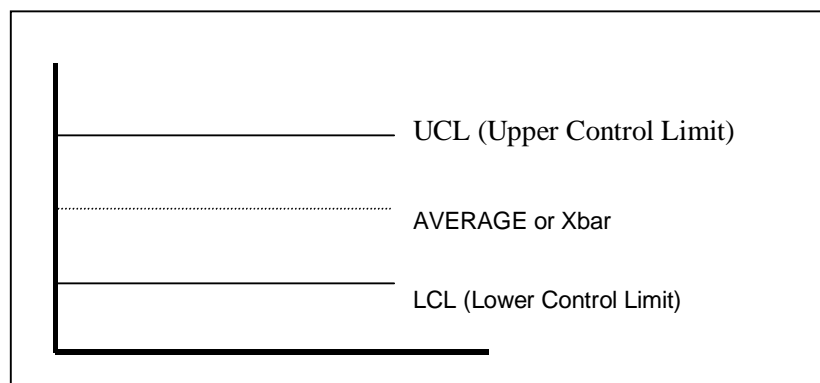 UCL (Upper Control Limit)
AVERAGE or Xbar
LCL (Lower Control Limit)